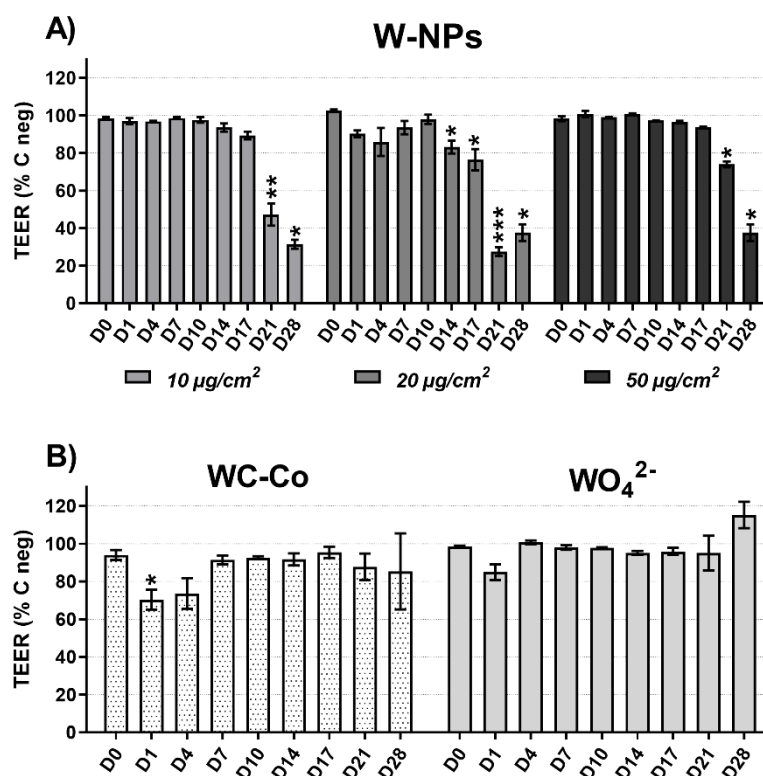 A)
W-NPs
TEER (% C neg)
120
100
80
60
40
20
0
** * * * *** * * *
D0 D1 D4 D7 D10 D14 D17 D21 D28 D0 D1 D4 D7 D10 D14 D17 D21 D28 D0 D1 D4 D7 D10 D14 D17 D21 D28
10 µg/cm² 20 µg/cm² 50 µg/cm²
B)
WC-Co WO₄²⁻
TEER (% C neg)
120
100
80
60
40
20
0
*
D0 D1 D4 D7 D10 D14 D17 D21 D28 D0 D1 D4 D7 D10 D14 D17 D21 D28